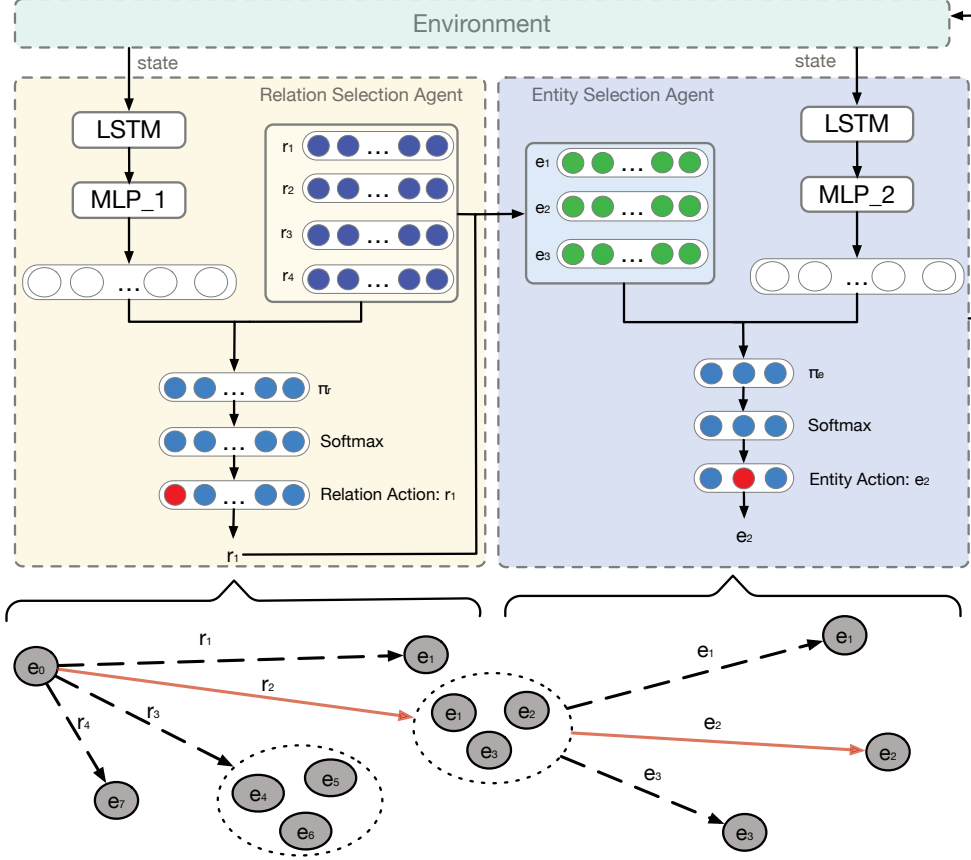 Environment
state
state
Relation Selection Agent
Entity Selection Agent
LSTM
MLP_1
r1
...
r2
...
r3
...
r4
...
e1
...
e2
...
e3
...
LSTM
MLP_2
...
...
...
πr
...
Softmax
...
Relation Action: r1
r1
πe
Softmax
Entity Action: e2
e2
e0
r1
e1
r2
r3
r4
e7
e4
e5
e6
e1
e2
e3
e1
e1
e2
e2
e3
e3